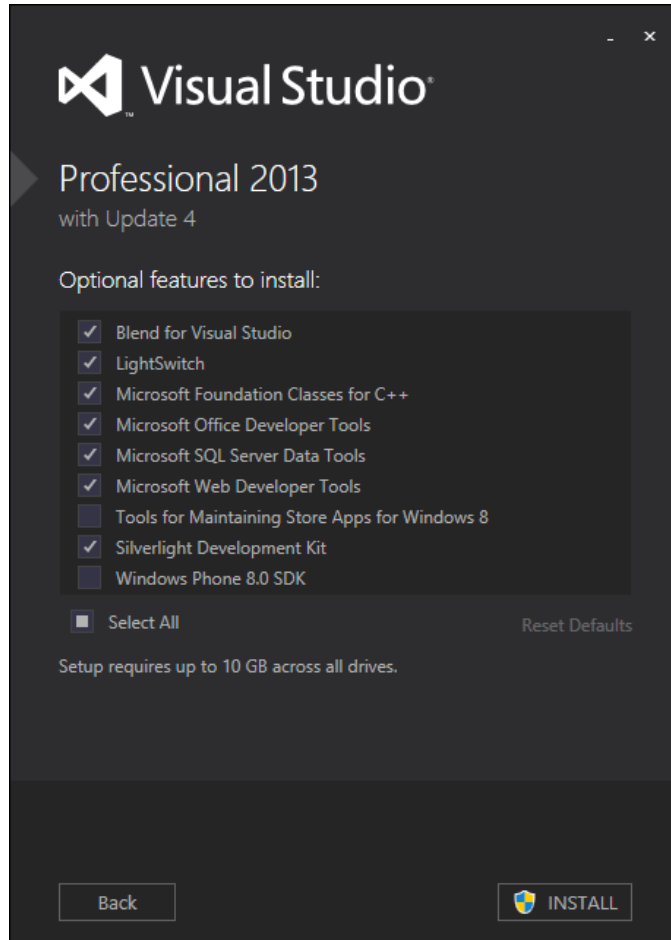 Visual Studio®
™
Professional 2013
with Update 4
Optional features to install:
Blend for Visual Studio
LightSwitch
Microsoft Foundation Classes for C++
Microsoft Office Developer Tools
Microsoft SQL Server Data Tools
Microsoft Web Developer Tools
Tools for Maintaining Store Apps for Windows 8
Silverlight Development Kit
Windows Phone 8.0 SDK
Select All
Reset Defaults
Setup requires up to 10 GB across all drives.
Back
INSTALL